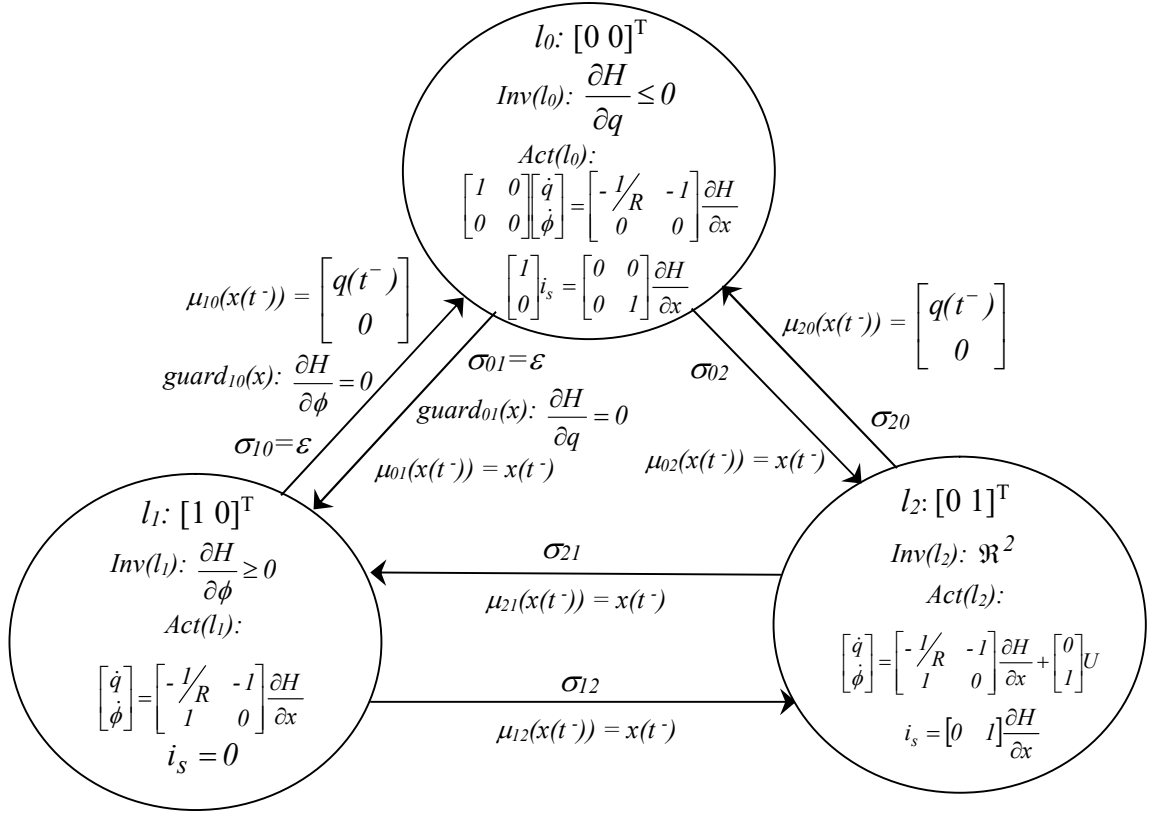 l₀: [0 0]ᵀ
Inv(l₀): ∂H/∂q ≤ 0
Act(l₀):
[1 0; 0 0][q̇; ϕ̇] = [-1/R -1; 0 0] ∂H/∂x
[1; 0] iₛ = [0 0; 0 1] ∂H/∂x
μ₁₀(x(t⁻)) = [q(t⁻); 0]
guard₁₀(x): ∂H/∂ϕ = 0
σ₁₀=ε
σ₀₁=ε
guard₀₁(x): ∂H/∂q = 0
μ₀₁(x(t⁻)) = x(t⁻)
σ₀₂
μ₀₂(x(t⁻)) = x(t⁻)
μ₂₀(x(t⁻)) = [q(t⁻); 0]
σ₂₀
l₁: [1 0]ᵀ
Inv(l₁): ∂H/∂ϕ ≥ 0
Act(l₁):
[q̇; ϕ̇] = [-1/R -1; 1 0] ∂H/∂x
iₛ = 0
σ₂₁
μ₂₁(x(t⁻)) = x(t⁻)
σ₁₂
μ₁₂(x(t⁻)) = x(t⁻)
l₂: [0 1]ᵀ
Inv(l₂): ℜ²
Act(l₂):
[q̇; ϕ̇] = [-1/R -1; 1 0] ∂H/∂x + [0; 1] U
iₛ = [0 1] ∂H/∂x